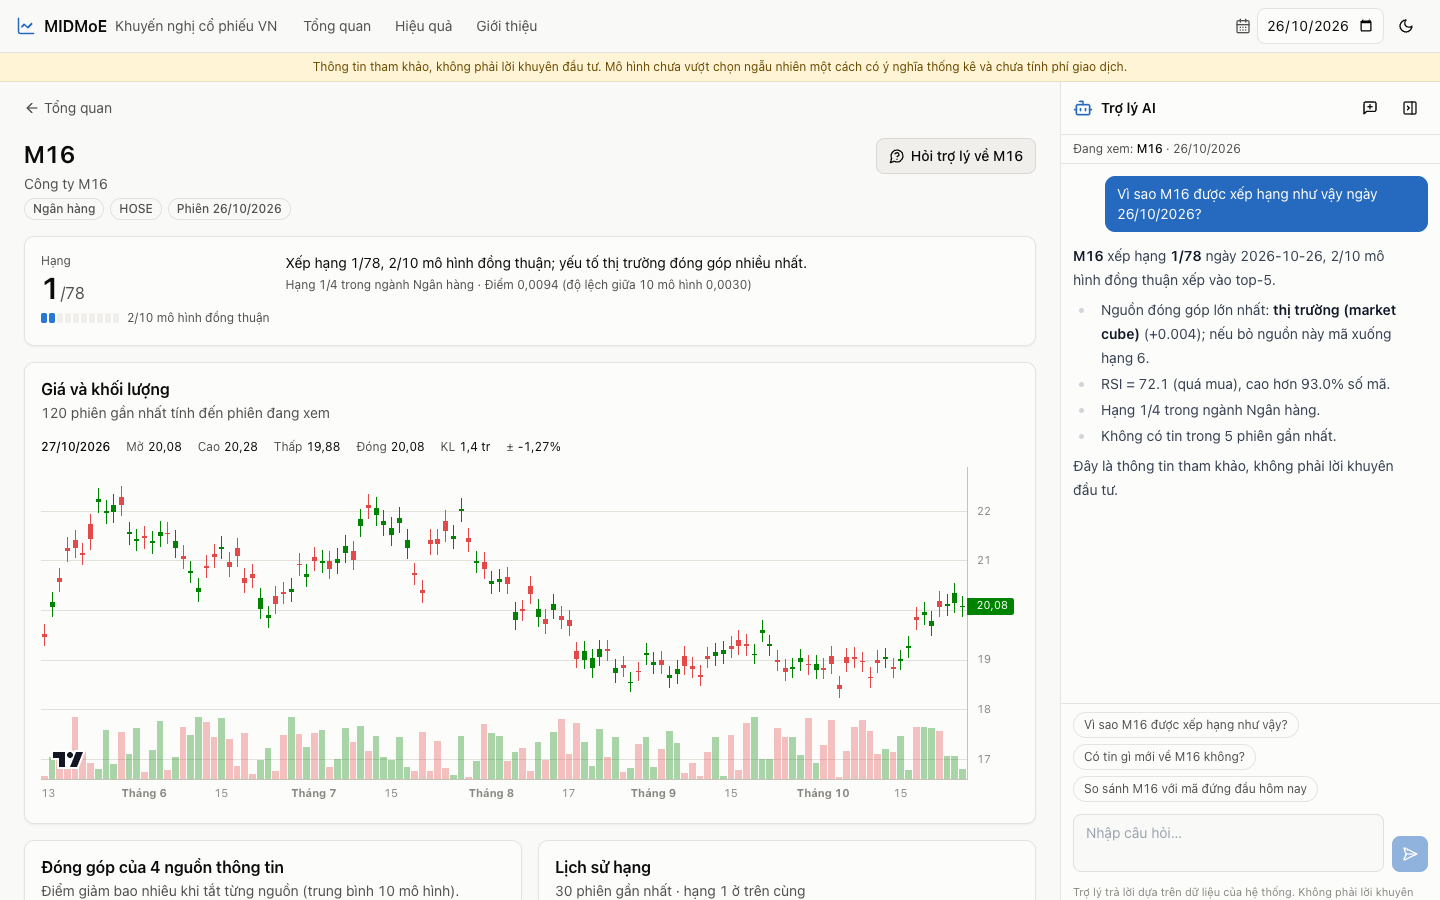 MIDMoE Khuyến nghị cổ phiếu VN Tổng quan Hiệu quả Giới thiệu 26/10/2026
Thông tin tham khảo, không phải lời khuyên đầu tư. Mô hình chưa vượt chọn ngẫu nhiên một cách có ý nghĩa thống kê và chưa tính phí giao dịch.
Tổng quan
M16
Hỏi trợ lý về M16
Công ty M16
Ngân hàng HOSE Phiên 26/10/2026
Hạng
1/78
2/10 mô hình đồng thuận
Xếp hạng 1/78, 2/10 mô hình đồng thuận; yếu tố thị trường đóng góp nhiều nhất.
Hạng 1/4 trong ngành Ngân hàng · Điểm 0,0094 (độ lệch giữa 10 mô hình 0,0030)
Giá và khối lượng
120 phiên gần nhất tính đến phiên đang xem
27/10/2026 Mở 20,08 Cao 20,28 Thấp 19,88 Đóng 20,08 KL 1,4 tr ± -1,27%
22
21
20,08
19
18
17
13 Tháng 6 15 Tháng 7 15 Tháng 8 17 Tháng 9 15 Tháng 10 15
Đóng góp của 4 nguồn thông tin
Điểm giảm bao nhiêu khi tắt từng nguồn (trung bình 10 mô hình).
Lịch sử hạng
30 phiên gần nhất · hạng 1 ở trên cùng
Trợ lý AI
Đang xem: M16 · 26/10/2026
Vì sao M16 được xếp hạng như vậy ngày
26/10/2026?
M16 xếp hạng 1/78 ngày 2026-10-26, 2/10 mô
hình đồng thuận xếp vào top-5.
Nguồn đóng góp lớn nhất: thị trường (market
cube) (+0.004); nếu bỏ nguồn này mã xuống
hạng 6.
RSI = 72.1 (quá mua), cao hơn 93.0% số mã.
Hạng 1/4 trong ngành Ngân hàng.
Không có tin trong 5 phiên gần nhất.
Đây là thông tin tham khảo, không phải lời khuyên
đầu tư.
Vì sao M16 được xếp hạng như vậy?
Có tin gì mới về M16 không?
So sánh M16 với mã đứng đầu hôm nay
Nhập câu hỏi...
Trợ lý trả lời dựa trên dữ liệu của hệ thống. Không phải lời khuyên